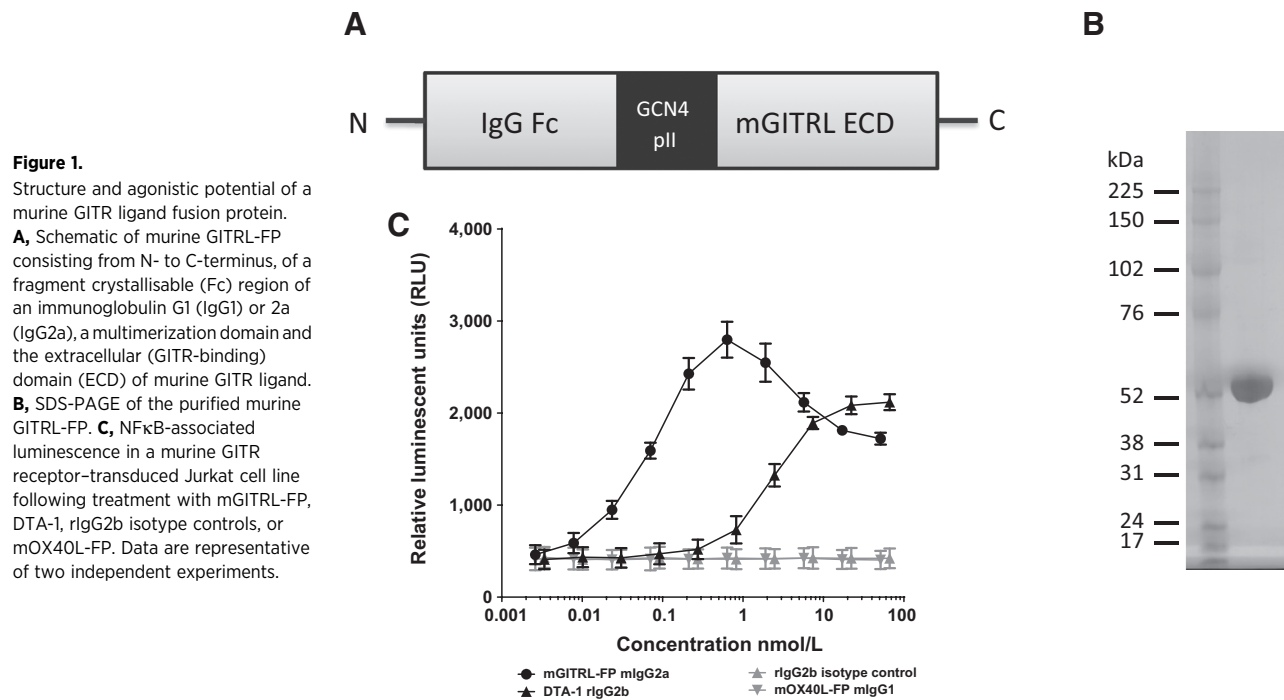 Figure 1.
Structure and agonistic potential of a
murine GITR ligand fusion protein.
A, Schematic of murine GITRL-FP
consisting from N- to C-terminus, of a
fragment crystallisable (Fc) region of
an immunoglobulin G1 (IgG1) or 2a
(IgG2a), a multimerization domain and
the extracellular (GITR-binding)
domain (ECD) of murine GITR ligand.
B, SDS-PAGE of the purified murine
GITRL-FP. C, NFκB-associated
luminescence in a murine GITR
receptor–transduced Jurkat cell line
following treatment with mGITRL-FP,
DTA-1, rIgG2b isotype controls, or
mOX40L-FP. Data are representative
of two independent experiments.
A
N
IgG Fc
GCN4
pII
mGITRL ECD
C
C
Relative luminescent units (RLU)
4,000
3,000
2,000
1,000
0
0.001
0.01
0.1
1
10
100
Concentration nmol/L
mGITRL-FP mIgG2a
DTA-1 rIgG2b
rIgG2b isotype control
mOX40L-FP mIgG1
B
kDa
225
150
102
76
52
38
31
24
17